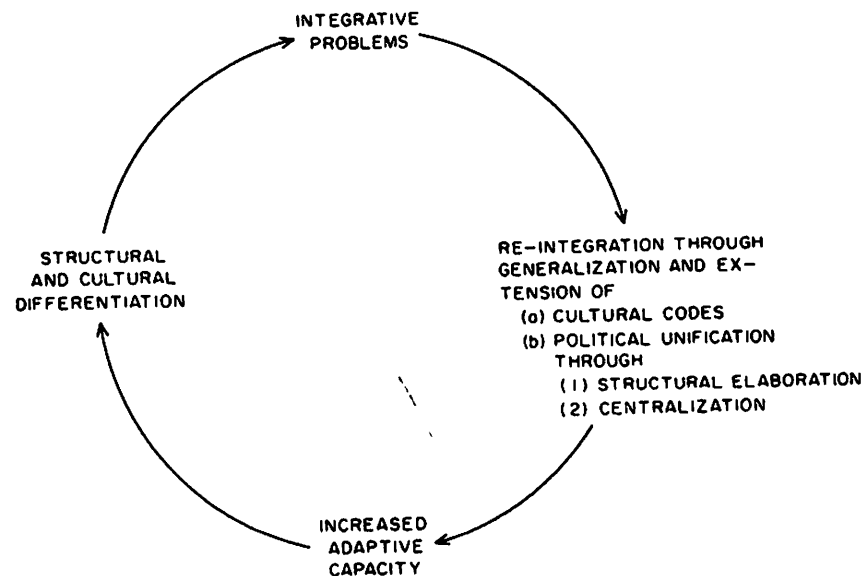 INTEGRATIVE
PROBLEMS
RE-INTEGRATION THROUGH
GENERALIZATION AND EX-
TENSION OF
(a) CULTURAL CODES
(b) POLITICAL UNIFICATION
THROUGH
(1) STRUCTURAL ELABORATION
(2) CENTRALIZATION
INCREASED
ADAPTIVE
CAPACITY
STRUCTURAL
AND CULTURAL
DIFFERENTIATION